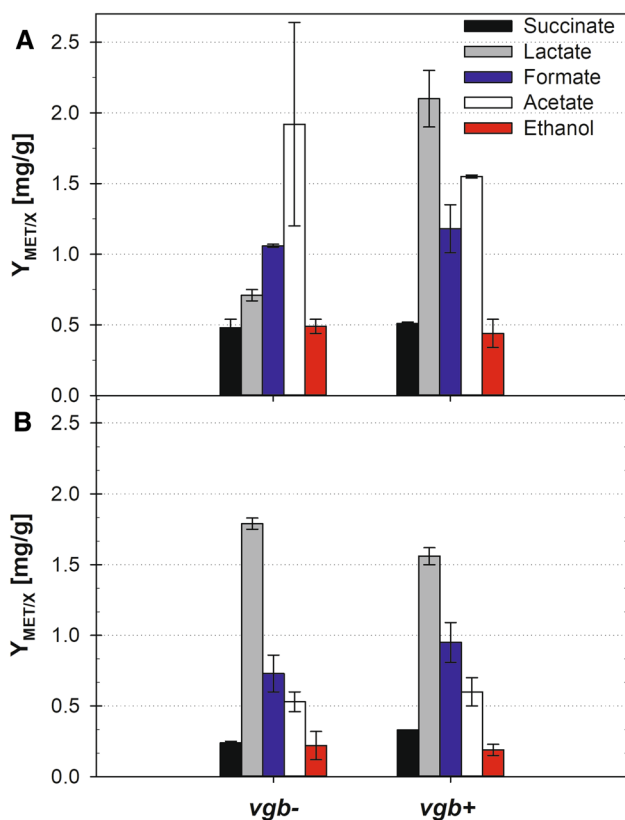 A
Y_MET/X [mg/g]
2.5
2.0
1.5
1.0
0.5
0.0
Succinate
Lactate
Formate
Acetate
Ethanol
B
Y_MET/X [mg/g]
2.5
2.0
1.5
1.0
0.5
0.0
vgb-
vgb+